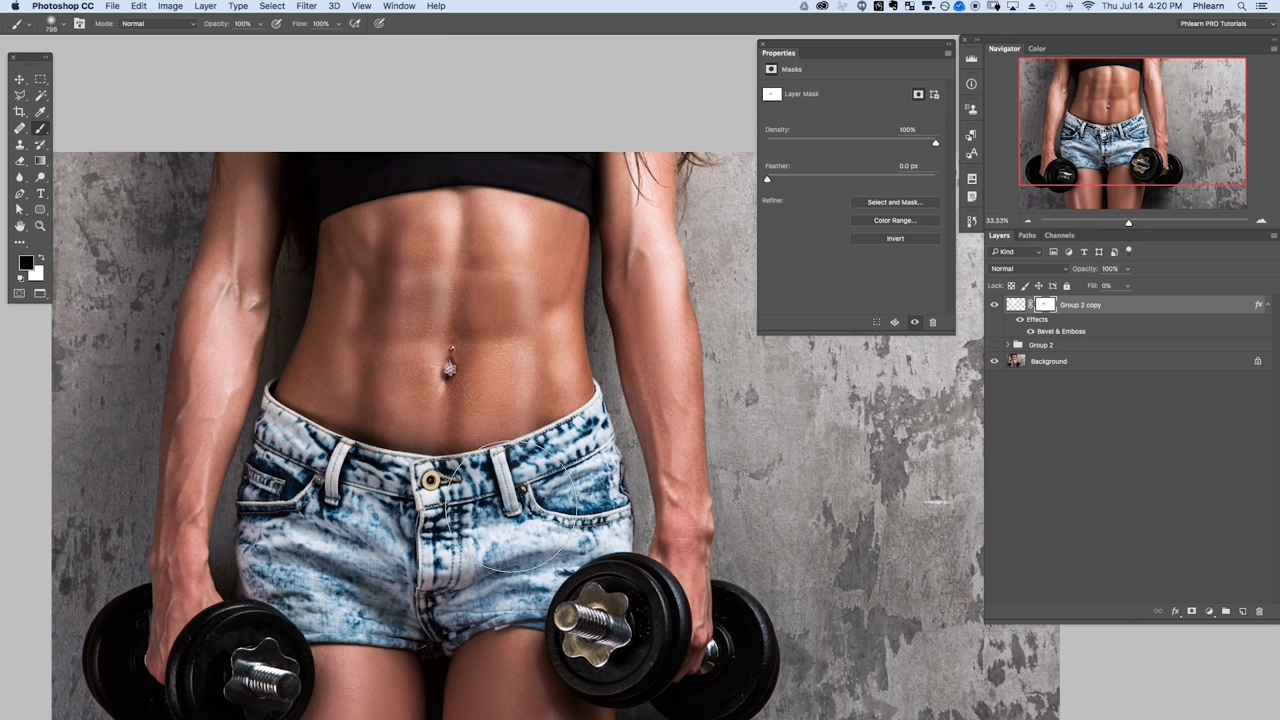 Photoshop CC File Edit Image Layer Type Select Filter 3D View Window Help Thu Jul 14 4:20 PM Phlearn
798 Mode: Normal Opacity: 100% Flow: 100% Phlearn PRO Tutorials
Properties
Masks
Layer Mask
Density: 100%
Feather: 0.0 px
Refine: Select and Mask...
Color Range...
Invert
Navigator Color
33.33%
Layers Paths Channels
Kind
Normal Opacity: 100%
Lock: Fill: 0%
Group 2 copy fx
Effects
Bevel & Emboss
Group 2
Background
fx